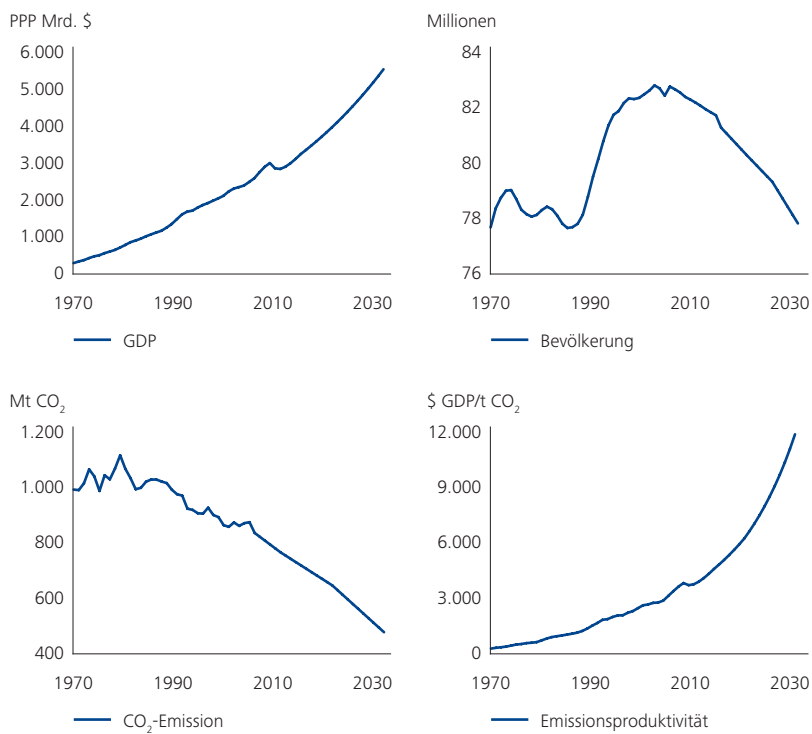 PPP Mrd. $
6.000
5.000
4.000
3.000
2.000
1.000
0
1970 1990 2010 2030
GDP
Millionen
84
82
80
78
76
1970 1990 2010 2030
Bevölkerung
Mt CO₂
1.200
1.000
800
600
400
1970 1990 2010 2030
CO₂-Emission
$ GDP/t CO₂
12.000
9.000
6.000
3.000
0
1970 1990 2010 2030
Emissionsproduktivität